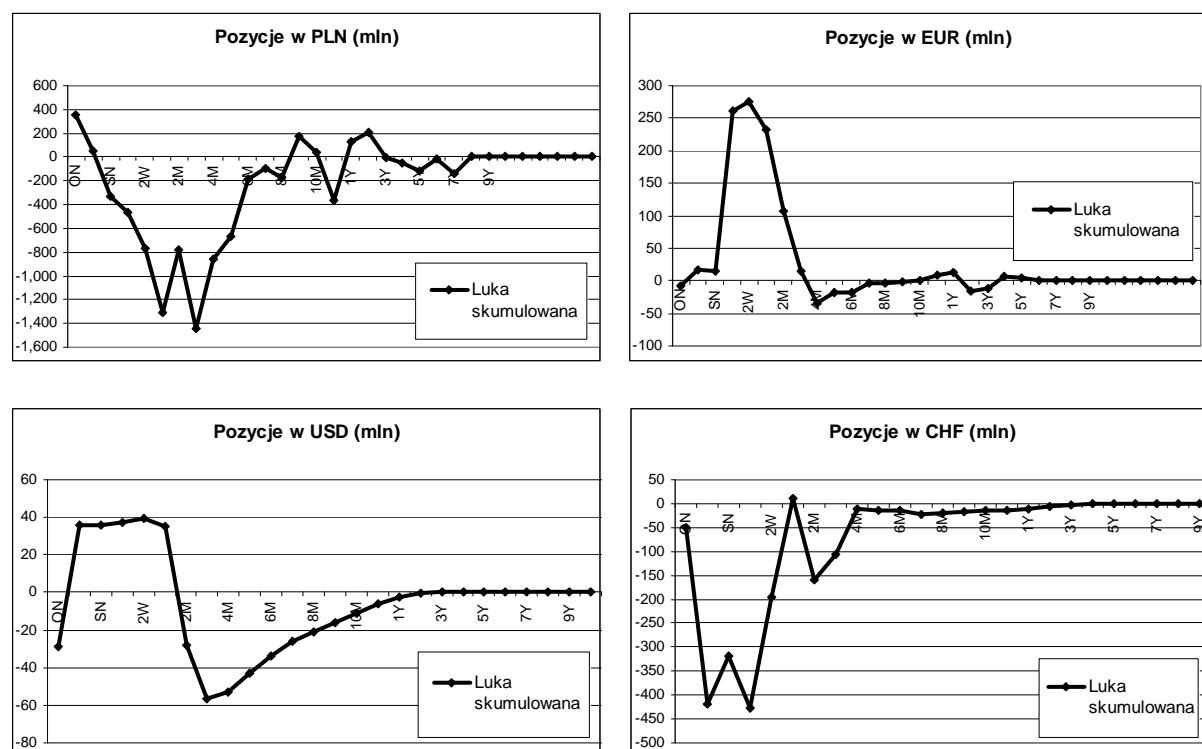 Pozycje w PLN (mln)
600
400
200
0
-200
-400
-600
-800
-1,000
-1,200
-1,400
-1,600
ON
SN
2W
2M
4M
6M
8M
10M
1Y
3Y
5Y
7Y
9Y
Luka
skumulowana
Pozycje w EUR (mln)
300
250
200
150
100
50
0
-50
-100
ON
SN
2W
2M
4M
6M
8M
10M
1Y
3Y
5Y
7Y
9Y
Luka
skumulowana
Pozycje w USD (mln)
60
40
20
0
-20
-40
-60
-80
ON
SN
2W
2M
4M
6M
8M
10M
1Y
3Y
5Y
7Y
9Y
Luka
skumulowana
Pozycje w CHF (mln)
50
0
-50
-100
-150
-200
-250
-300
-350
-400
-450
-500
ON
SN
2W
2M
4M
6M
8M
10M
1Y
3Y
5Y
7Y
9Y
Luka
skumulowana